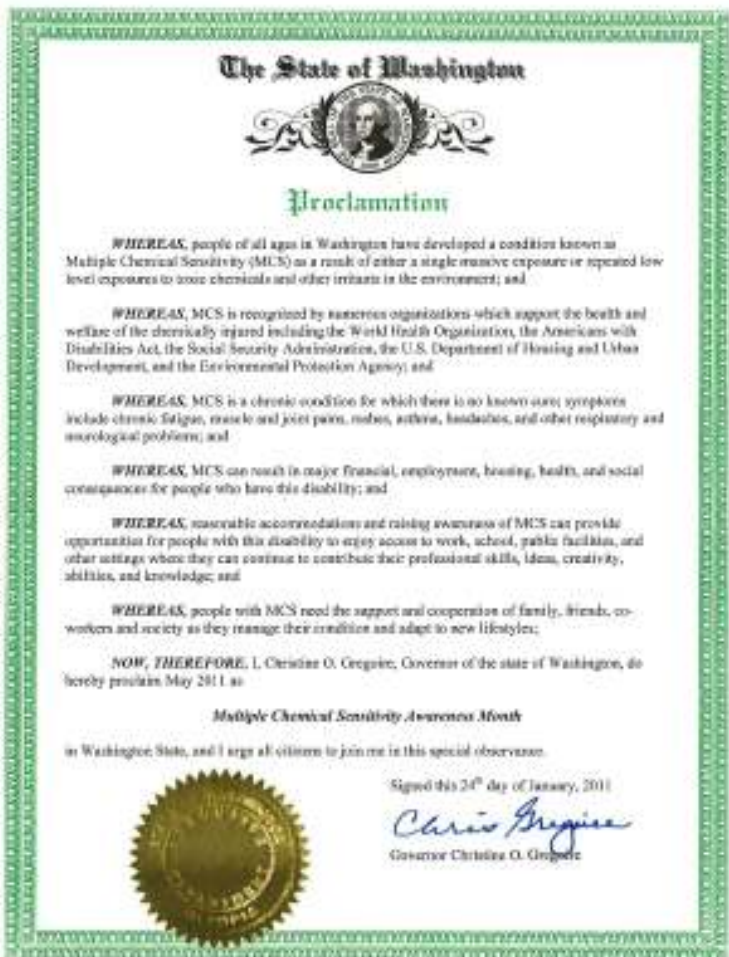 The State of Washington
Proclamation
WHEREAS, people of all ages in Washington have developed a condition known as
Multiple Chemical Sensitivity (MCS) as a result of either a single massive exposure or repeated low
level exposures to toxic chemicals and other irritants in the environment; and
WHEREAS, MCS is recognized by numerous organizations which support the health and
welfare of the chemically injured including the World Health Organization, the Americans with
Disabilities Act, the Social Security Administration, the U.S. Department of Housing and Urban
Development, and the Environmental Protection Agency; and
WHEREAS, MCS is a chronic condition for which there is no known cure; symptoms
include chronic fatigue, muscle and joint pains, rashes, asthma, headaches, and other respiratory and
neurological problems; and
WHEREAS, MCS can result in major financial, employment, housing, health, and social
consequences for people who have this disability; and
WHEREAS, reasonable accommodations and raising awareness of MCS can provide
opportunities for people with this disability to enjoy access to work, school, public facilities, and
other settings where they can continue to contribute their professional skills, ideas, creativity,
abilities, and knowledge; and
WHEREAS, people with MCS need the support and cooperation of family, friends, co-
workers and society as they manage their condition and adapt to new lifestyles;
NOW, THEREFORE, I, Christine O. Gregoire, Governor of the state of Washington, do
hereby proclaim May 2011 as
Multiple Chemical Sensitivity Awareness Month
in Washington State, and I urge all citizens to join me in this special observance.
Signed this 24th day of January, 2011
Chris Gregoire
Governor Christine O. Gregoire